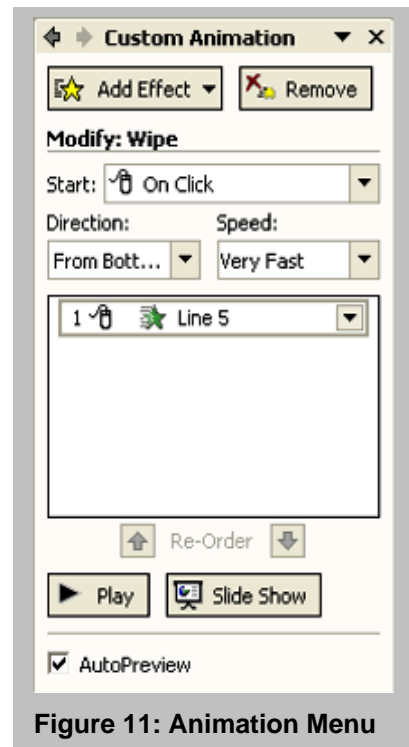 Custom Animation
Add Effect Remove
Modify: Wipe
Start: On Click
Direction: Speed:
From Bott... Very Fast
1 Line 5
Re-Order
Play Slide Show
AutoPreview
Figure 11: Animation Menu